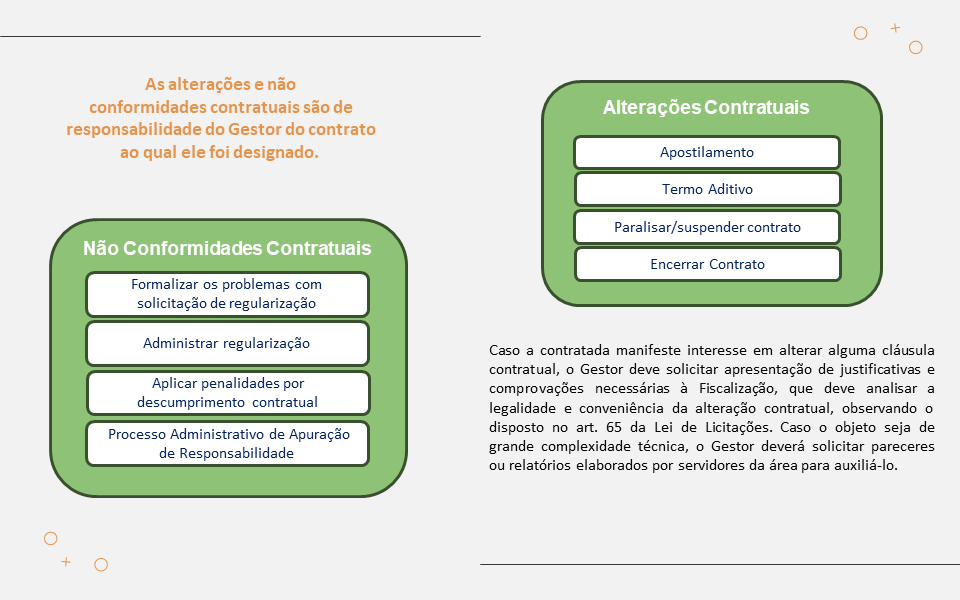 As alterações e não
conformidades contratuais são de
responsabilidade do Gestor do contrato
ao qual ele foi designado.
Não Conformidades Contratuais
Formalizar os problemas com
solicitação de regularização
Administrar regularização
Aplicar penalidades por
descumprimento contratual
Processo Administrativo de Apuração
de Responsabilidade
Alterações Contratuais
Apostilamento
Termo Aditivo
Paralisar/suspender contrato
Encerrar Contrato
Caso a contratada manifeste interesse em alterar alguma cláusula
contratual, o Gestor deve solicitar apresentação de justificativas e
comprovações necessárias à Fiscalização, que deve analisar a
legalidade e conveniência da alteração contratual, observando o
disposto no art. 65 da Lei de Licitações. Caso o objeto seja de
grande complexidade técnica, o Gestor deverá solicitar pareceres
ou relatórios elaborados por servidores da área para auxiliá-lo.